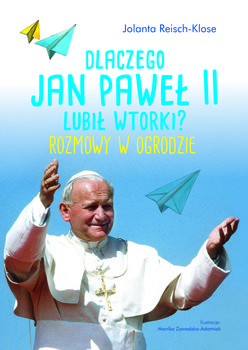 Jolanta Reisch-Klose
DLACZEGO
JAN PAWEŁ II
LUBIŁ WTORKI?
ROZMOWY W OGRODZIE
Ilustracje:
Monika Zawadzka-Adamiak